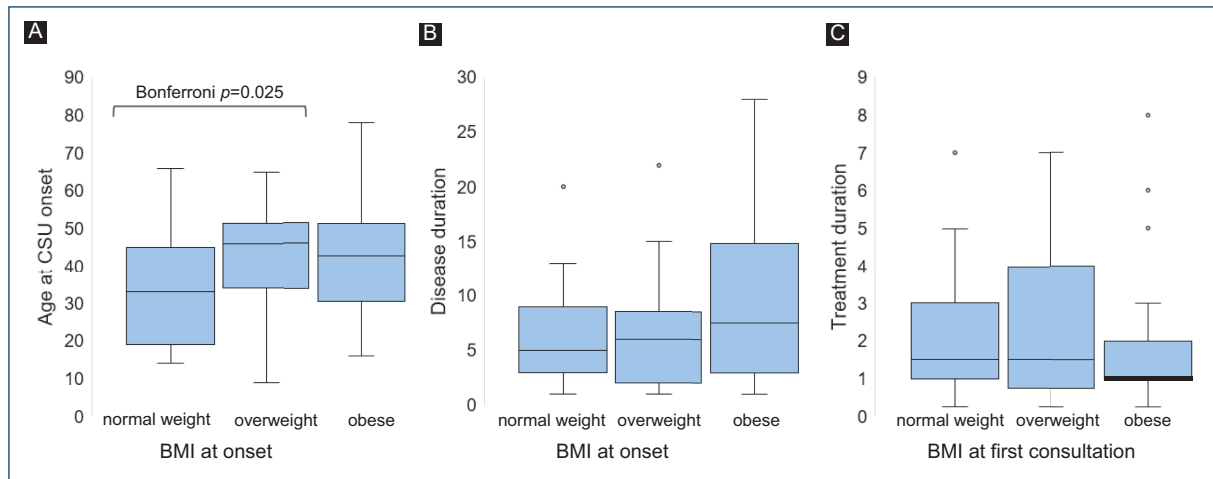 A
Age at CSU onset
90
80
70
60
50
40
30
20
10
0
Bonferroni p=0.025
normal weight overweight obese
BMI at onset
B
Disease duration
30
25
20
15
10
5
0
normal weight overweight obese
BMI at onset
C
Treatment duration
9
8
7
6
5
4
3
2
1
0
normal weight overweight obese
BMI at first consultation